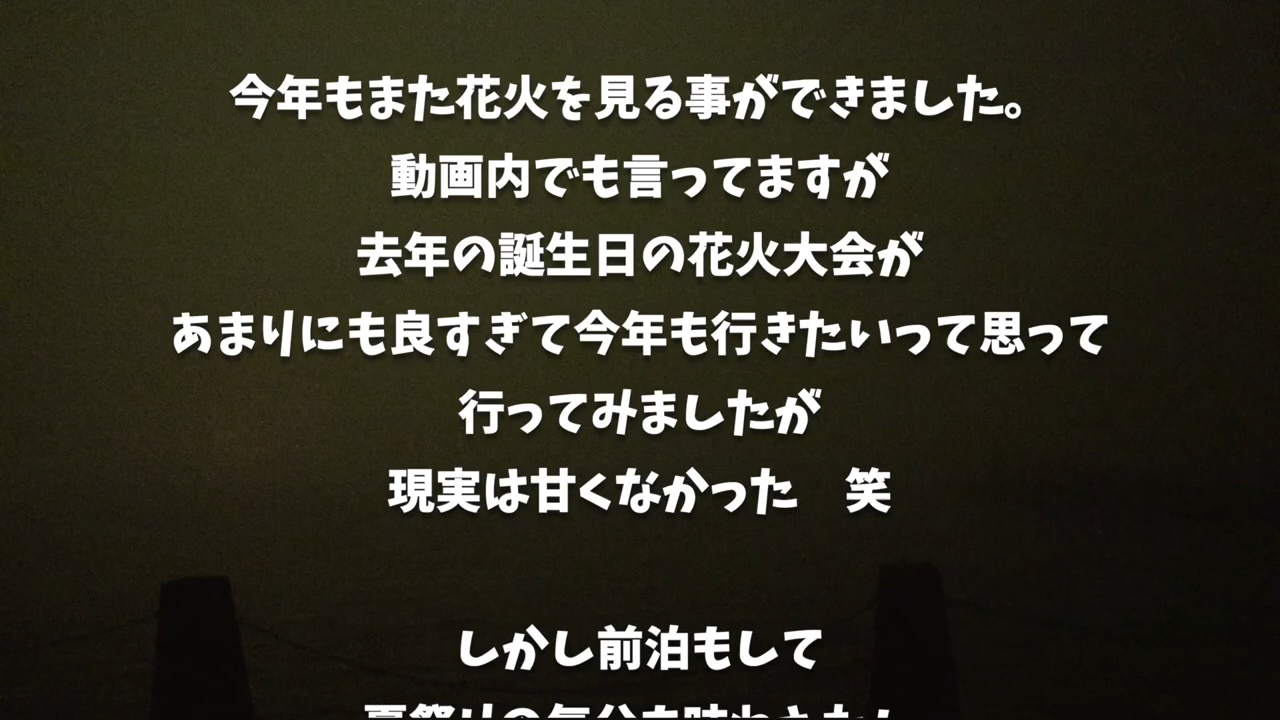 今年もまた花火を見る事ができました。
動画内でも言ってますが
去年の誕生日の花火大会が
あまりにも良すぎて今年も行きたいって思って
行ってみましたが
現実は甘くなかった　笑
しかし前泊もして